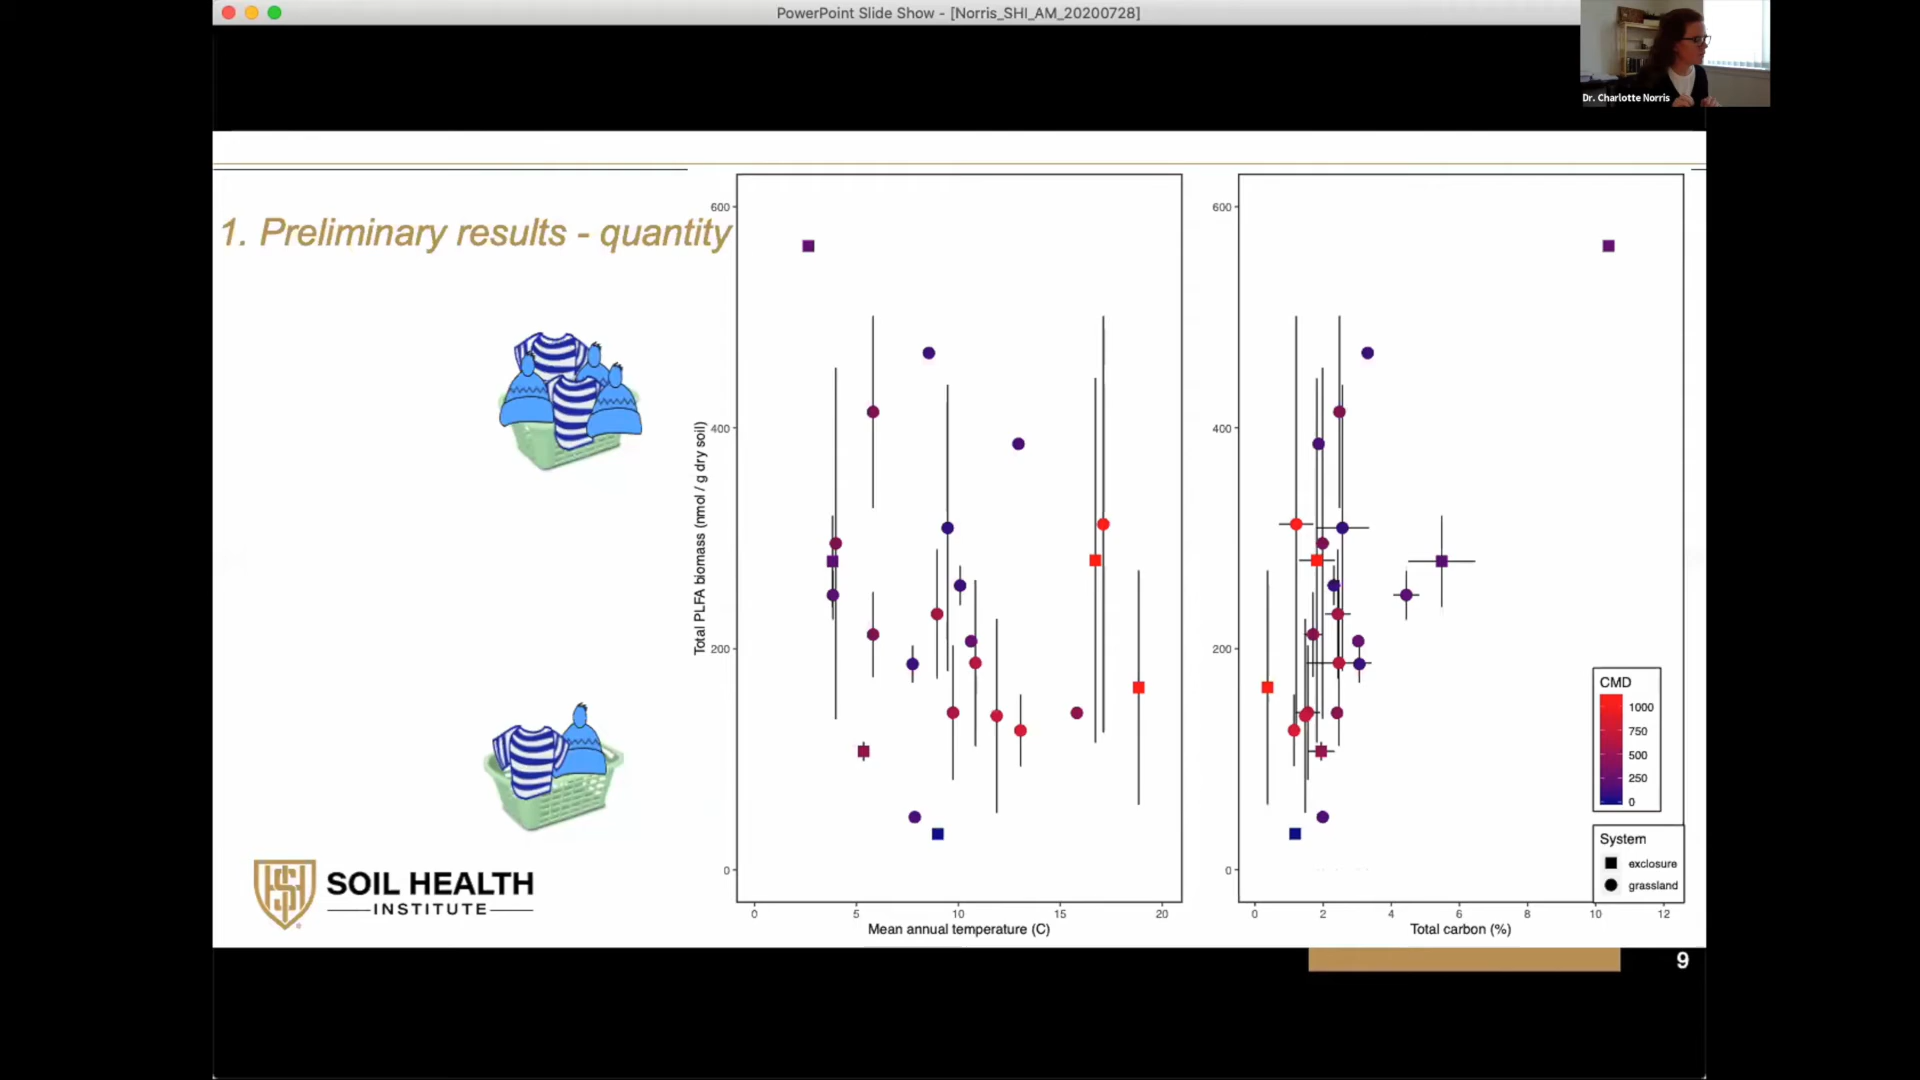 PowerPoint Slide Show - [Norris_SHI_AM_20200728]
Dr. Charlotte Norris
1. Preliminary results - quantity
Total PLFA biomass (nmol / g dry soil)
600
400
200
0
0 5 10 15 20
Mean annual temperature (C)
600
400
200
0
0 2 4 6 8 10 12
Total carbon (%)
CMD
1000
750
500
250
0
System
exclosure
grassland
SOIL HEALTH
INSTITUTE
9